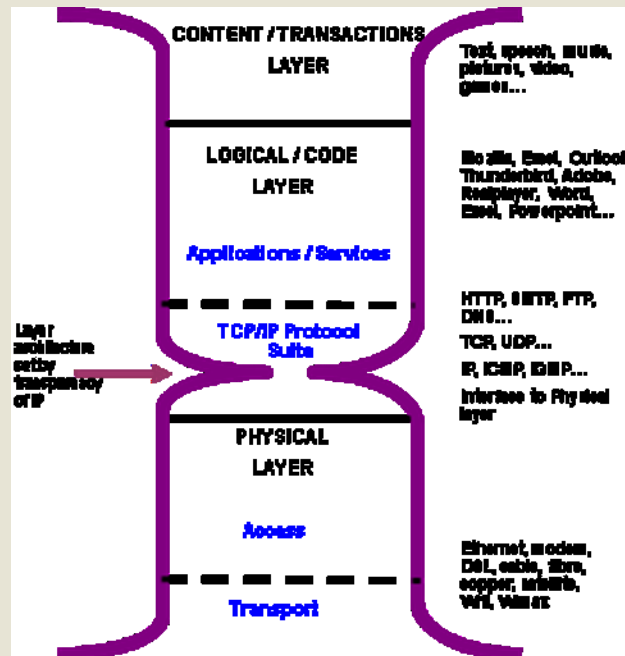 CONTENT / TRANSACTIONS
LAYER
Text, speech, music,
pictures, video,
games...
LOGICAL / CODE
LAYER
Mozilla, Excel, Outlook
Thunderbird, Adobe,
Realplayer, Word,
Excel, Powerpoint...
Applications / Services
HTTP, SMTP, FTP,
DNS...
TCP/IP Protocol
Suite
TCP, UDP...
Layer
architecture
set by
transparency
of IP
IP, ICMP, IGMP...
Interface to Physical
layer
PHYSICAL
LAYER
Access
Ethernet, modem,
DSL, cable, fibre,
copper, satellite,
Wifi, Wimax
Transport